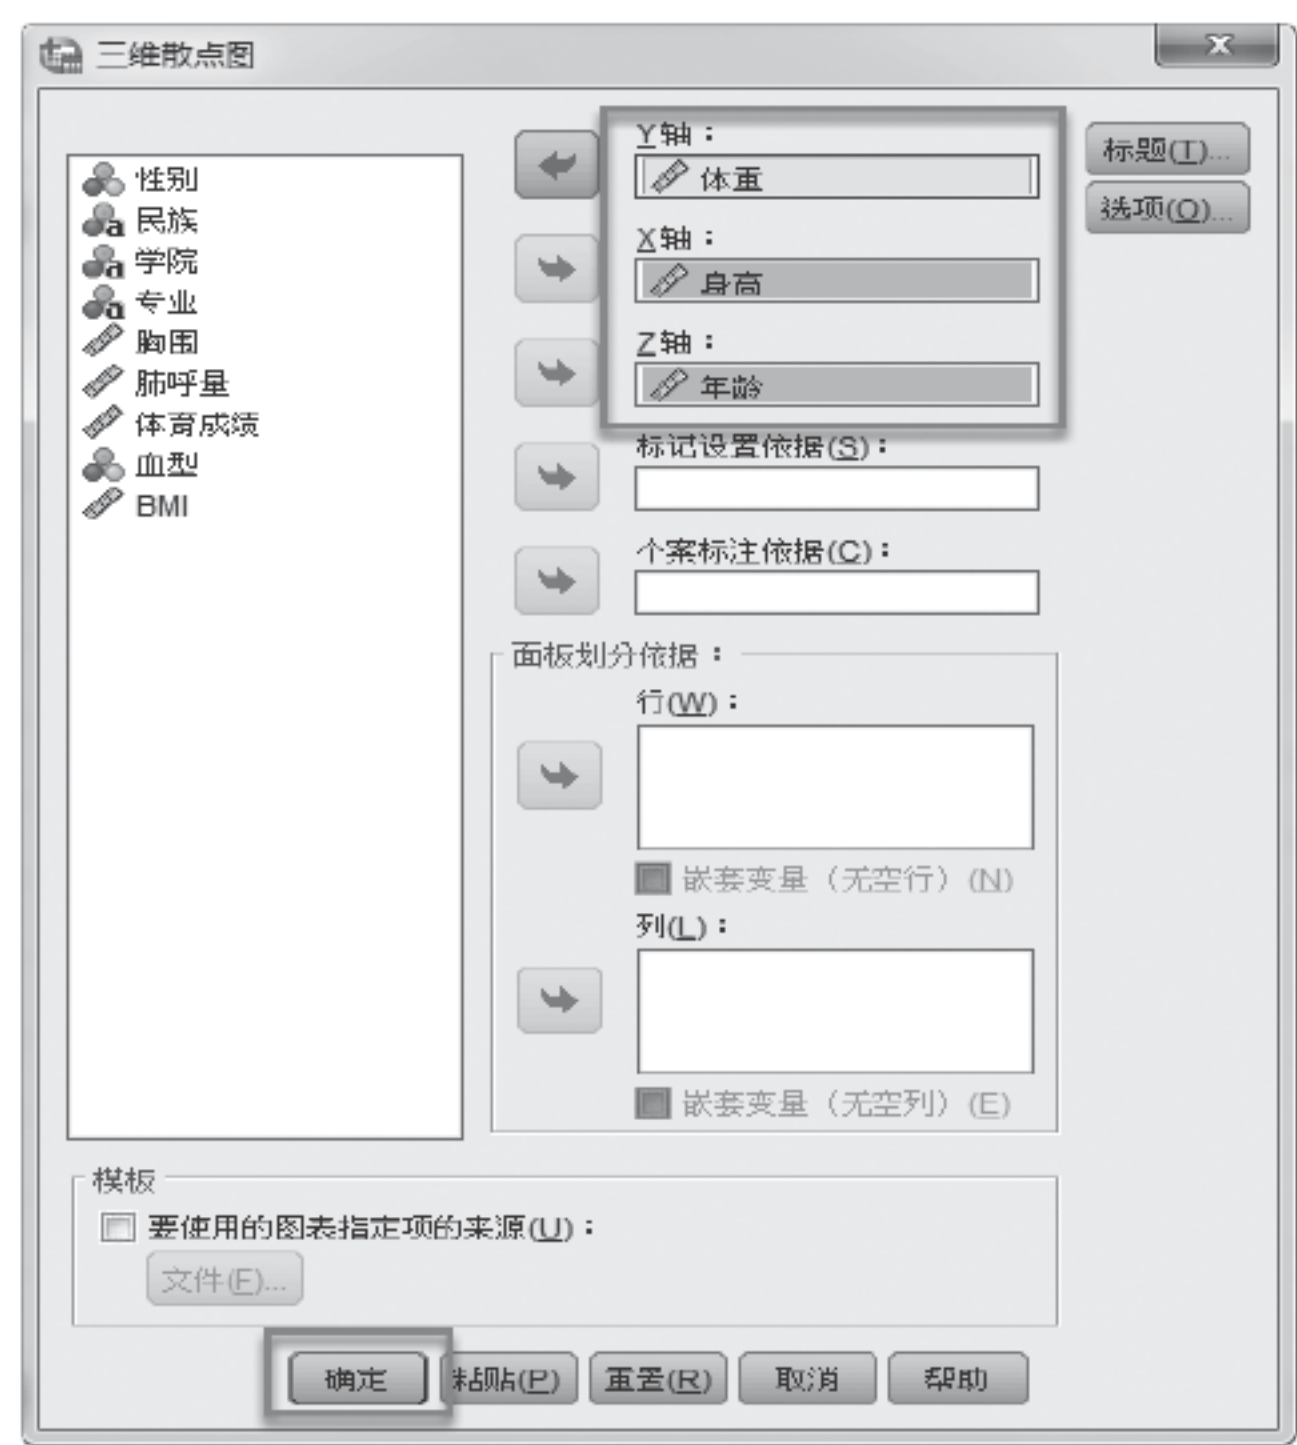 三维散点图
x
性别
民族
学院
专业
胸围
肺呼量
体育成绩
血型
BMI
Y轴：
体重
X轴：
身高
Z轴：
年龄
标记设置依据(S)：
个案标注依据(C)：
面板划分依据：
行(W)：
嵌套变量（无空行）(N)
列(L)：
嵌套变量（无空列）(E)
标题(T)...
选项(O)...
模板
要使用的图表指定项的来源(U)：
文件(F)...
确定 粘贴(P) 重置(R) 取消 帮助